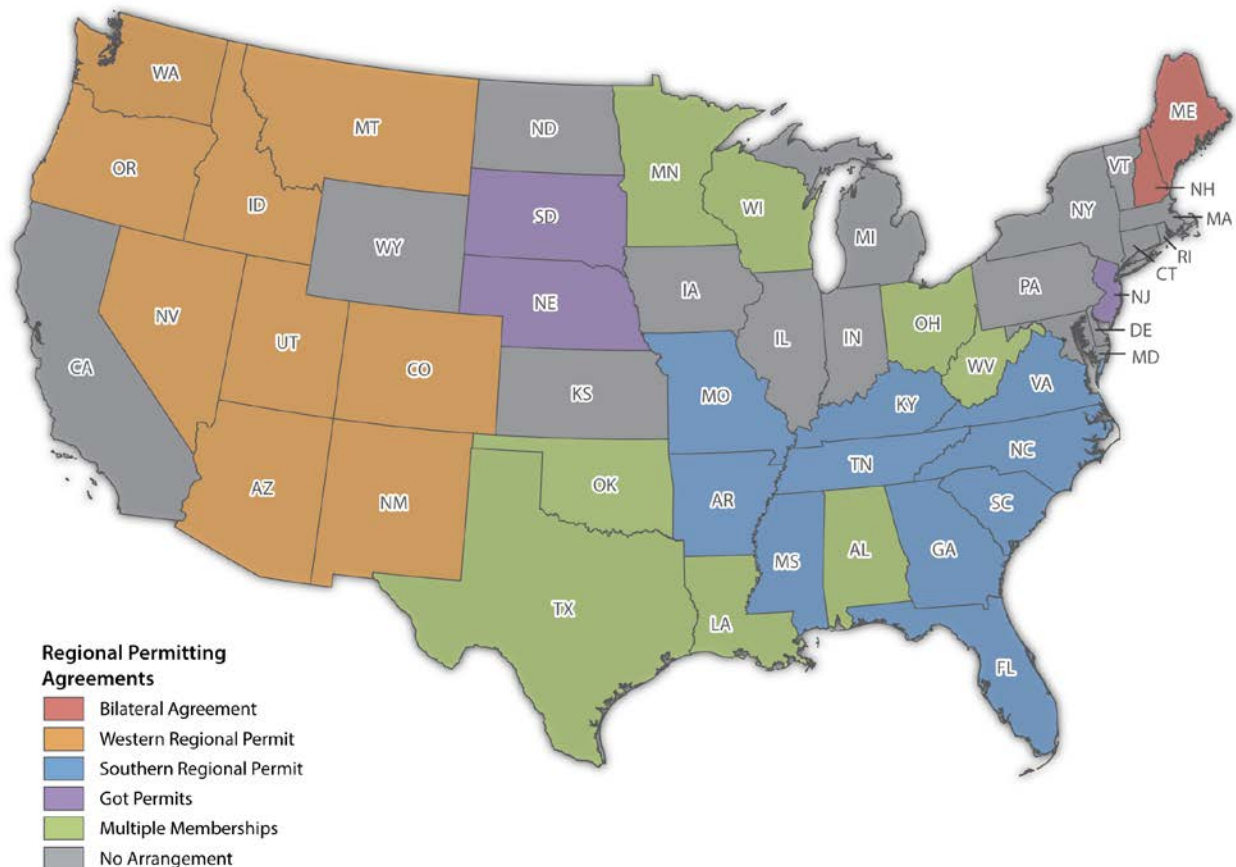 WA
MT
ND
ME
OR
MN
VT
ID
SD
WI
NH
NY
MA
WY
MI
RI
CT
IA
PA
NE
NJ
NV
OH
DE
UT
IL
IN
MD
CA
CO
WV
VA
KS
MO
KY
NC
TN
AZ
OK
NM
AR
SC
MS
AL
GA
TX
LA
FL
Regional Permitting
Agreements
Bilateral Agreement
Western Regional Permit
Southern Regional Permit
Got Permits
Multiple Memberships
No Arrangement